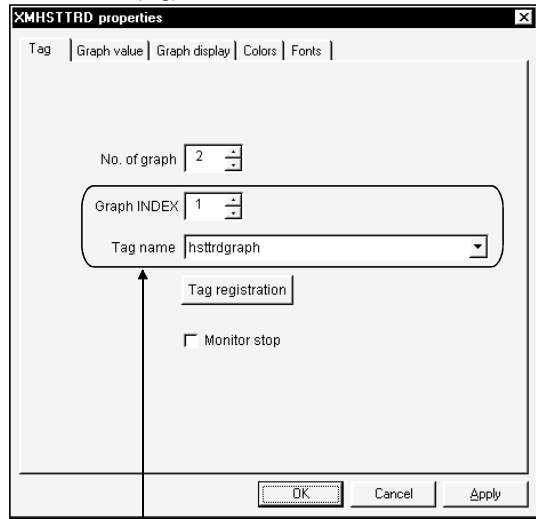 XMHSTTRD properties
Tag Graph value Graph display Colors Fonts
No. of graph 2
Graph INDEX 1
Tag name hsttrdgraph
Tag registration
Monitor stop
OK Cancel Apply